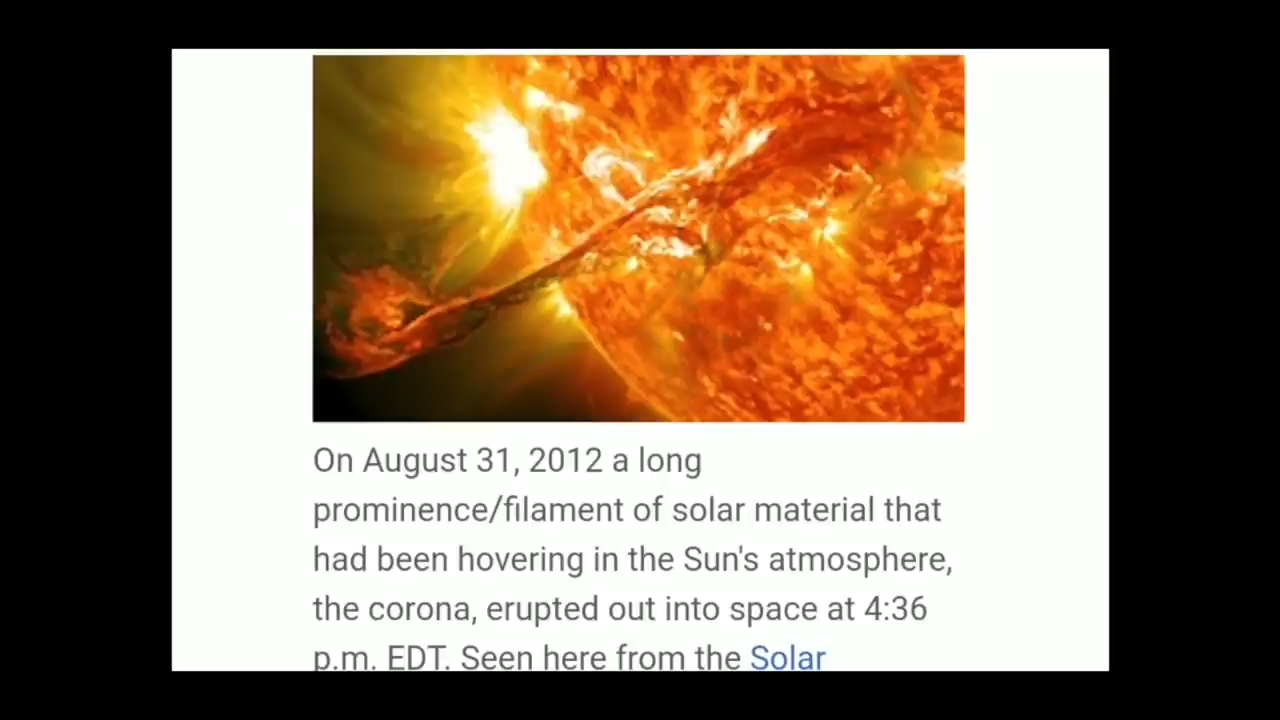 On August 31, 2012 a long
prominence/filament of solar material that
had been hovering in the Sun's atmosphere,
the corona, erupted out into space at 4:36
p.m. EDT. Seen here from the Solar